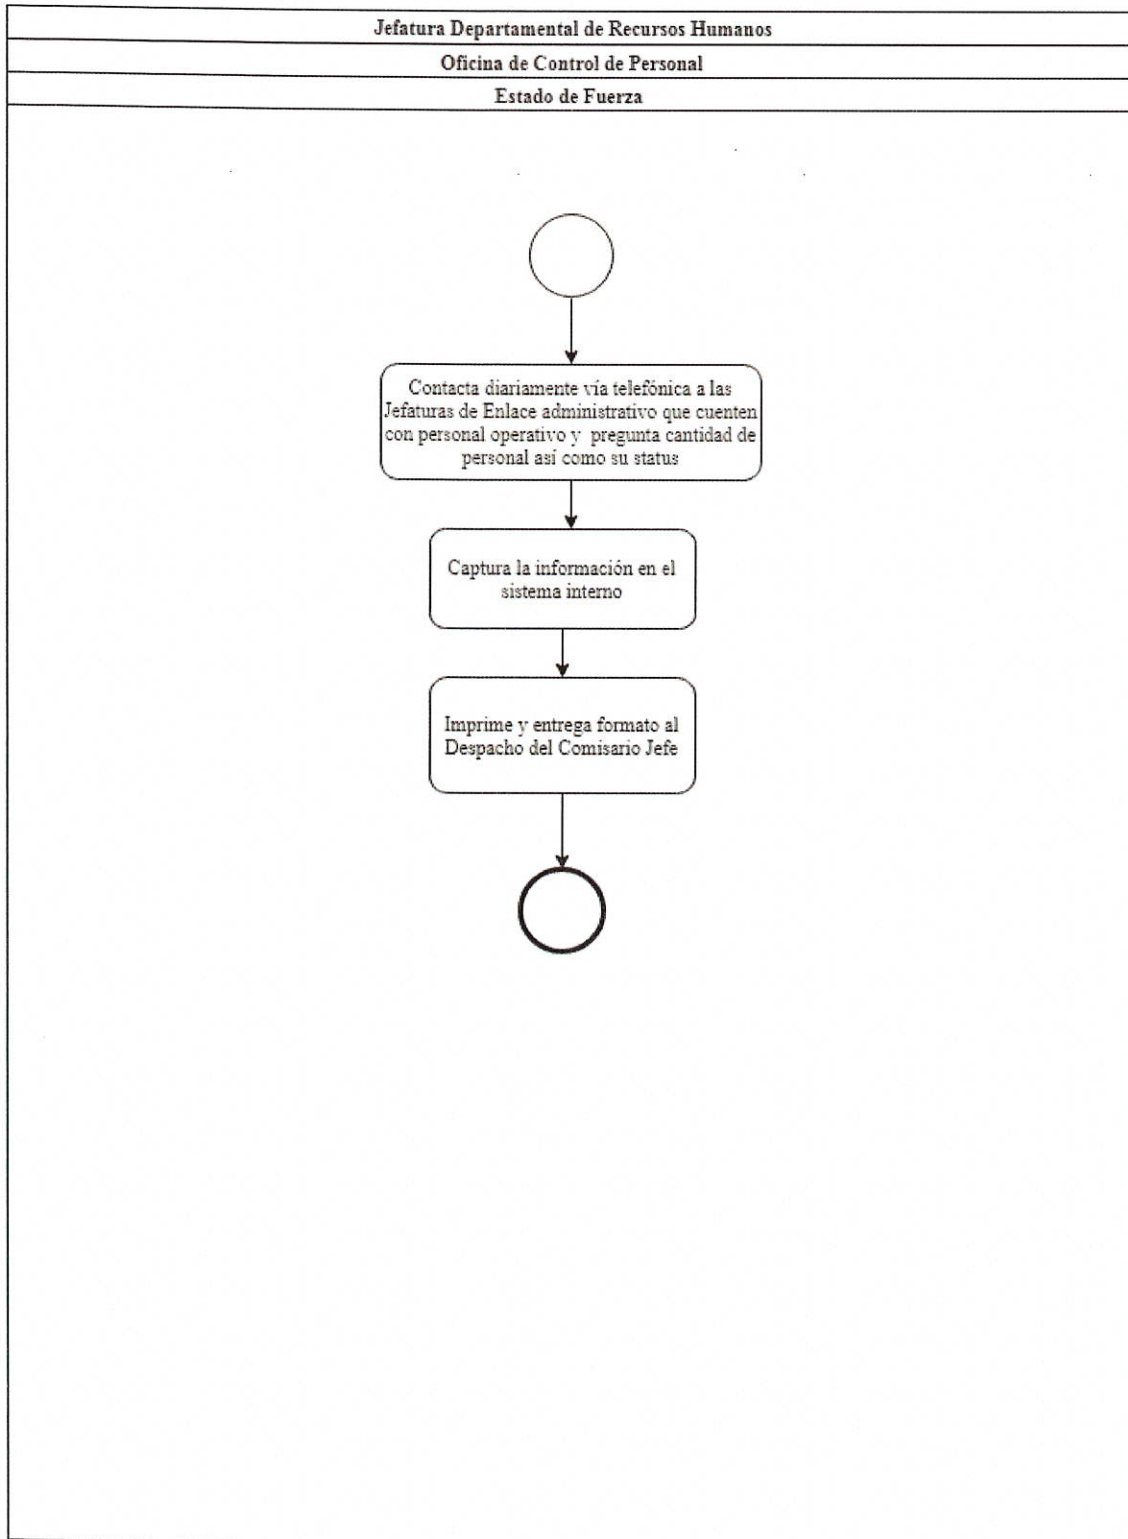 Jefatura Departamental de Recursos Humanos
Oficina de Control de Personal
Estado de Fuerza
Contacta diariamente vía telefónica a las
Jefaturas de Enlace administrativo que cuenten
con personal operativo y pregunta cantidad de
personal así como su status
Captura la información en el
sistema interno
Imprime y entrega formato al
Despacho del Comisario Jefe